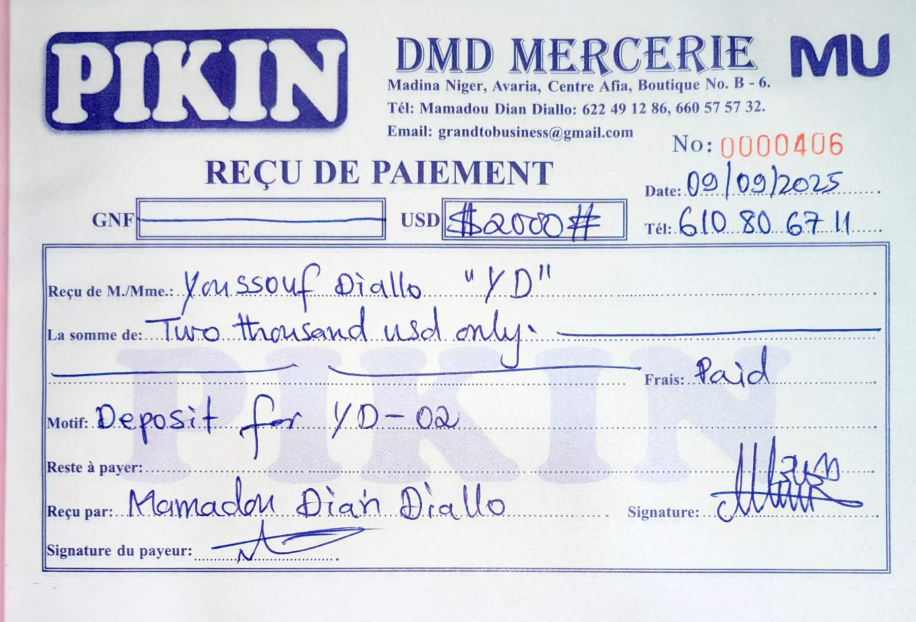 PIKIN
DMD MERCERIE MU
Madina Niger, Avaria, Centre Afia, Boutique No. B - 6.
Tél: Mamadou Dian Diallo: 622 49 12 86, 660 57 57 32.
Email: grandtobusiness@gmail.com
No: 0000406
REÇU DE PAIEMENT
Date: 09/09/2025
GNF USD $2000#
Tél: 610 80 67 11
Reçu de M./Mme.: Youssouf Diallo "YD"
La somme de: Two thousand usd only.
Frais: Paid
Motif: Deposit for YD-02
Reste à payer:
Reçu par: Mamadou Dian Diallo Signature:
Signature du payeur:
PIKIN